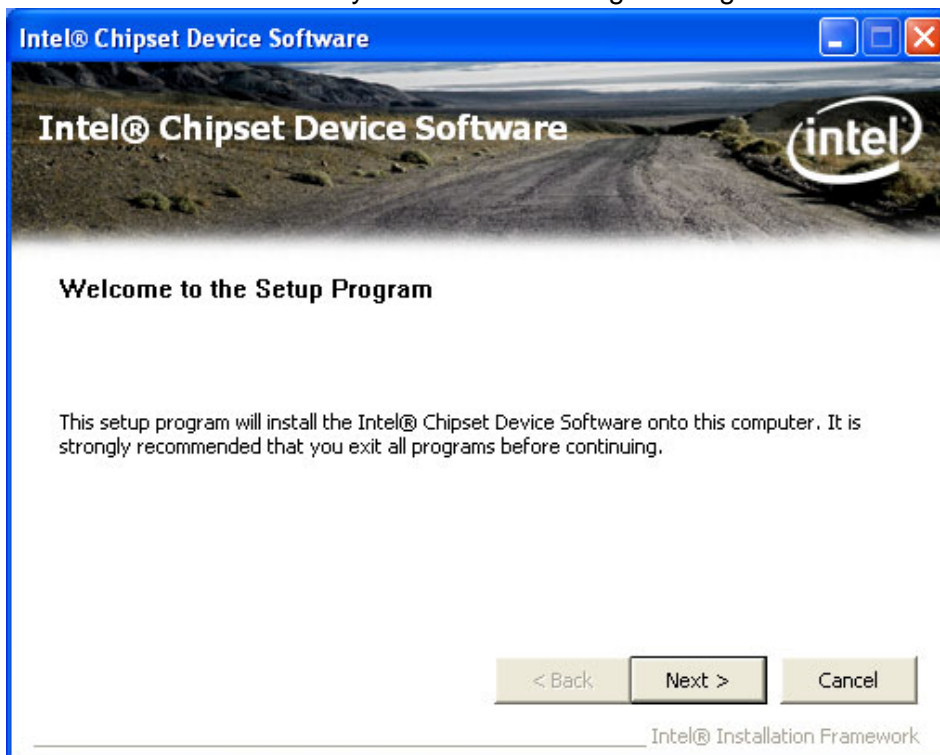 Intel® Chipset Device Software
Intel® Chipset Device Software
intel
Welcome to the Setup Program
This setup program will install the Intel® Chipset Device Software onto this computer. It is
strongly recommended that you exit all programs before continuing.
< Back
Next >
Cancel
Intel® Installation Framework